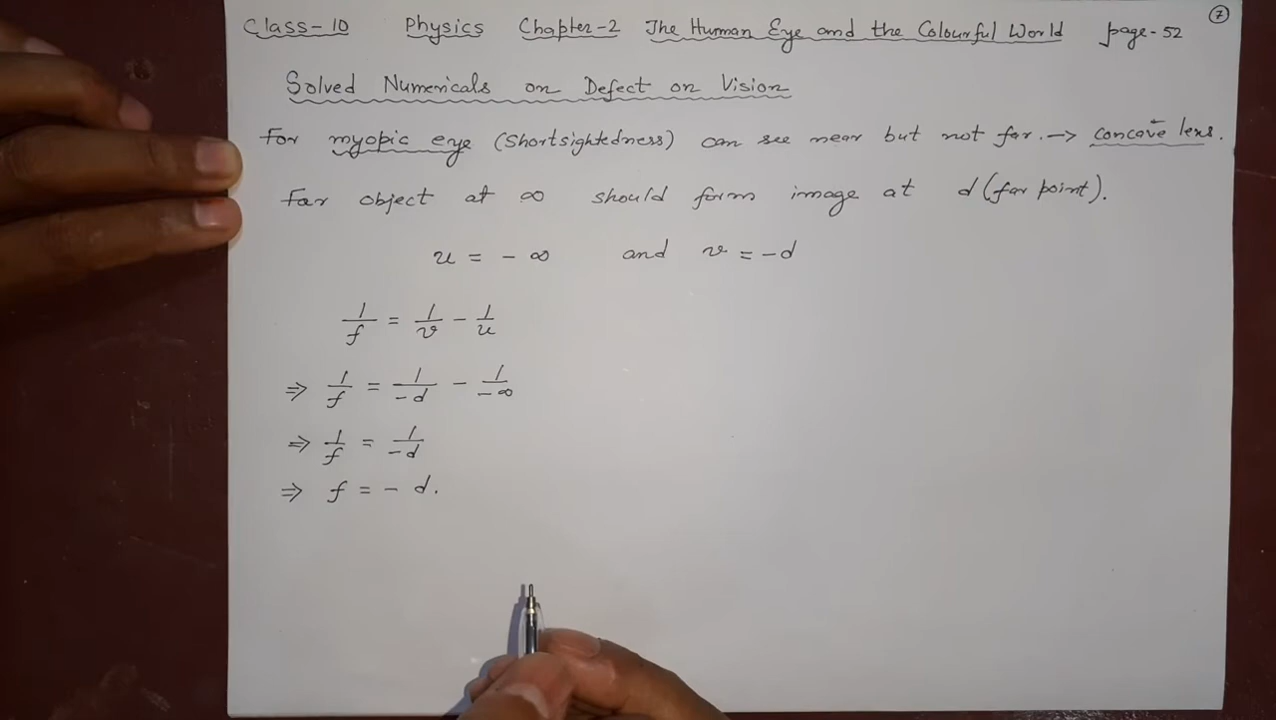 Class-10 Physics Chapter-2 The Human Eye and the Colourful World page-52 7
Solved Numericals on Defect on Vision
For myopic eye (shortsightedness) can see near but not far. → concave lens.
Far object at ∞ should form image at d (far point).
u = - ∞ and v = -d
1/f = 1/v - 1/u
⇒ 1/f = 1/-d - 1/-∞
⇒ 1/f = 1/-d
⇒ f = - d.